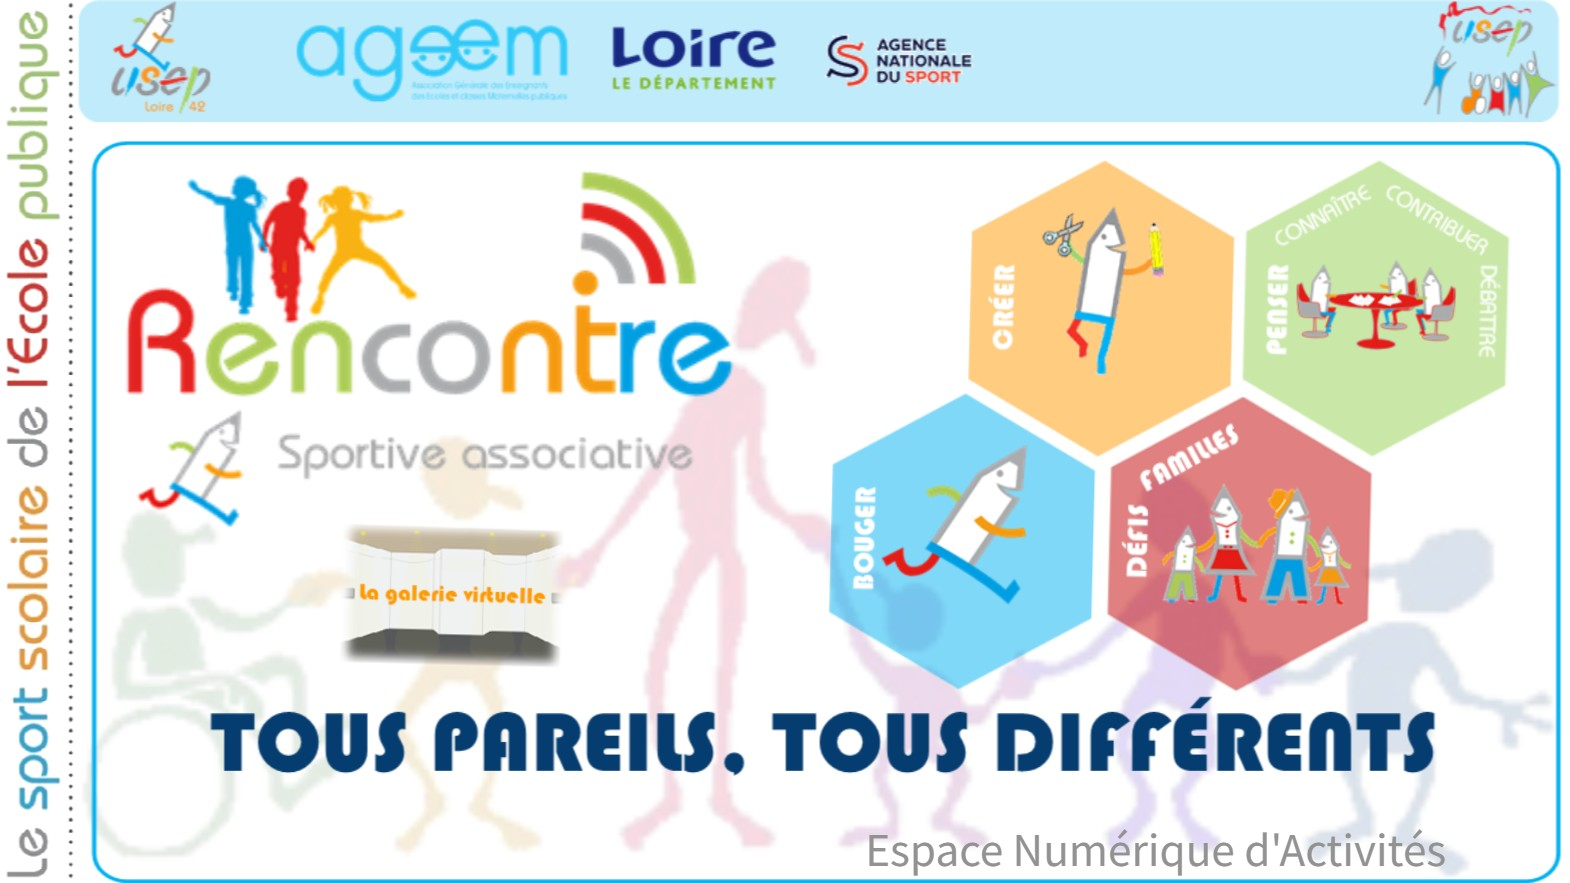 Le sport scolaire de l'Ecole publique
usep
Loire 42
ageem
Association Générale des Enseignants
des écoles et classes Maternelles publiques
Loire
LE DÉPARTEMENT
AGENCE
NATIONALE
DU SPORT
usep
Rencontre
Sportive associative
La galerie virtuelle
CRÉER
PENSER
CONNAÎTRE CONTRIBUER DÉBATTRE
BOUGER
DÉFIS FAMILLES
TOUS PAREILS, TOUS DIFFÉRENTS
Espace Numérique d'Activités